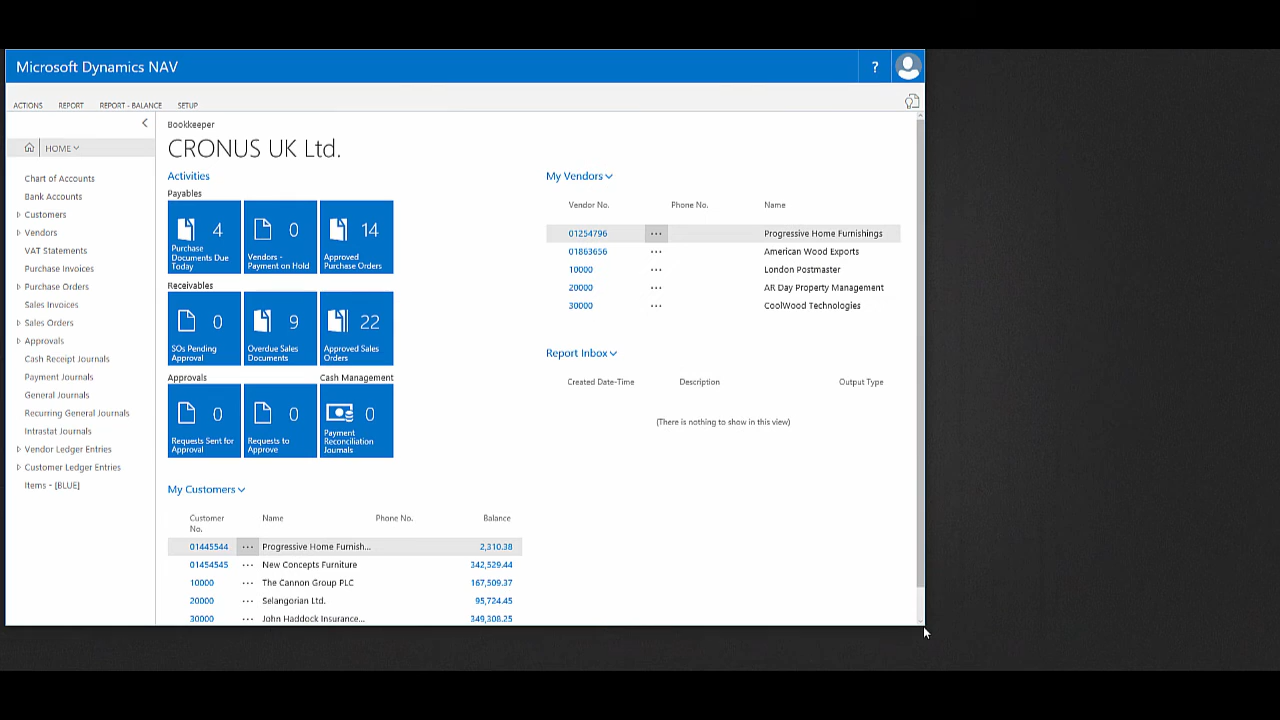 Microsoft Dynamics NAV
?
ACTIONS REPORT REPORT - BALANCE SETUP
HOME
Chart of Accounts
Bank Accounts
Customers
Vendors
VAT Statements
Purchase Invoices
Purchase Orders
Sales Invoices
Sales Orders
Approvals
Cash Receipt Journals
Payment Journals
General Journals
Recurring General Journals
Intrastat Journals
Vendor Ledger Entries
Customer Ledger Entries
Items - [BLUE]
Bookkeeper
CRONUS UK Ltd.
Activities
Payables
4
Purchase
Documents Due
Today
0
Vendors -
Payment on Hold
14
Approved
Purchase Orders
Receivables
0
SOs Pending
Approval
9
Overdue Sales
Documents
22
Approved Sales
Orders
Approvals
0
Requests Sent for
Approval
0
Requests to
Approve
Cash Management
0
Payment
Reconciliation
Journals
My Customers
Customer
No. Name Phone No. Balance
01445544 ... Progressive Home Furnish... 2,310.38
01454545 ... New Concepts Furniture 342,529.44
10000 ... The Cannon Group PLC 167,509.37
20000 ... Selangorian Ltd. 95,724.45
30000 ... John Haddock Insurance... 349,308.25
My Vendors
Vendor No. Phone No. Name
01254796 ... Progressive Home Furnishings
01863656 ... American Wood Exports
10000 ... London Postmaster
20000 ... AR Day Property Management
30000 ... CoolWood Technologies
Report Inbox
Created Date-Time Description Output Type
(There is nothing to show in this view)